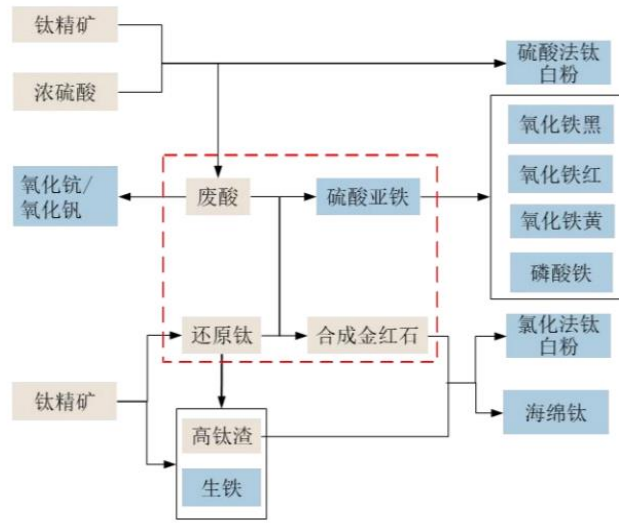 钛精矿
浓硫酸
硫酸法钛
白粉
氧化铁黑
氧化铁红
氧化铁黄
磷酸铁
氧化钪/
氧化钒
废酸
硫酸亚铁
还原钛
合成金红石
氯化法钛
白粉
钛精矿
海绵钛
高钛渣
生铁